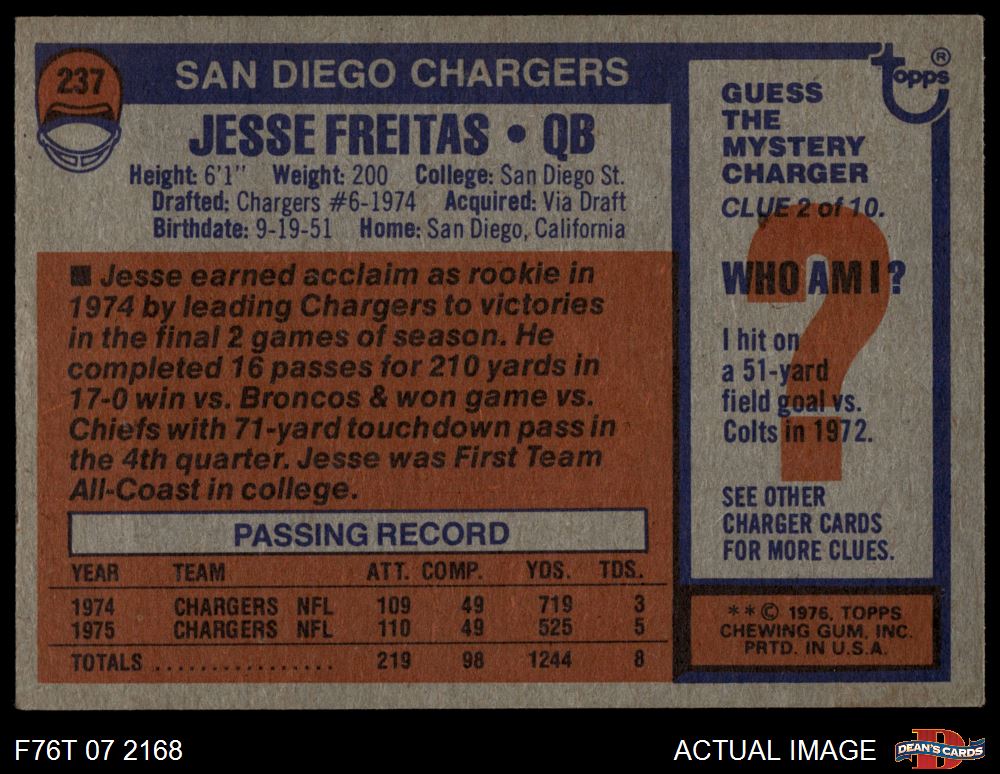 237
SAN DIEGO CHARGERS
JESSE FREITAS • QB
Height: 6'1" Weight: 200 College: San Diego St.
Drafted: Chargers #6-1974 Acquired: Via Draft
Birthdate: 9-19-51 Home: San Diego, California
■ Jesse earned acclaim as rookie in
1974 by leading Chargers to victories
in the final 2 games of season. He
completed 16 passes for 210 yards in
17-0 win vs. Broncos & won game vs.
Chiefs with 71-yard touchdown pass in
the 4th quarter. Jesse was First Team
All-Coast in college.
PASSING RECORD
YEAR TEAM ATT. COMP. YDS. TDS.
1974 CHARGERS NFL 109 49 719 3
1975 CHARGERS NFL 110 49 525 5
TOTALS ................. 219 98 1244 8
topps ®
GUESS
THE
MYSTERY
CHARGER
CLUE 2 of 10.
?
WHO AM I?
I hit on
a 51-yard
field goal vs.
Colts in 1972.
SEE OTHER
CHARGER CARDS
FOR MORE CLUES.
**© 1976, TOPPS
CHEWING GUM, INC.
PRTD. IN U.S.A.
F76T 07 2168
ACTUAL IMAGE
D
DEAN'S CARDS